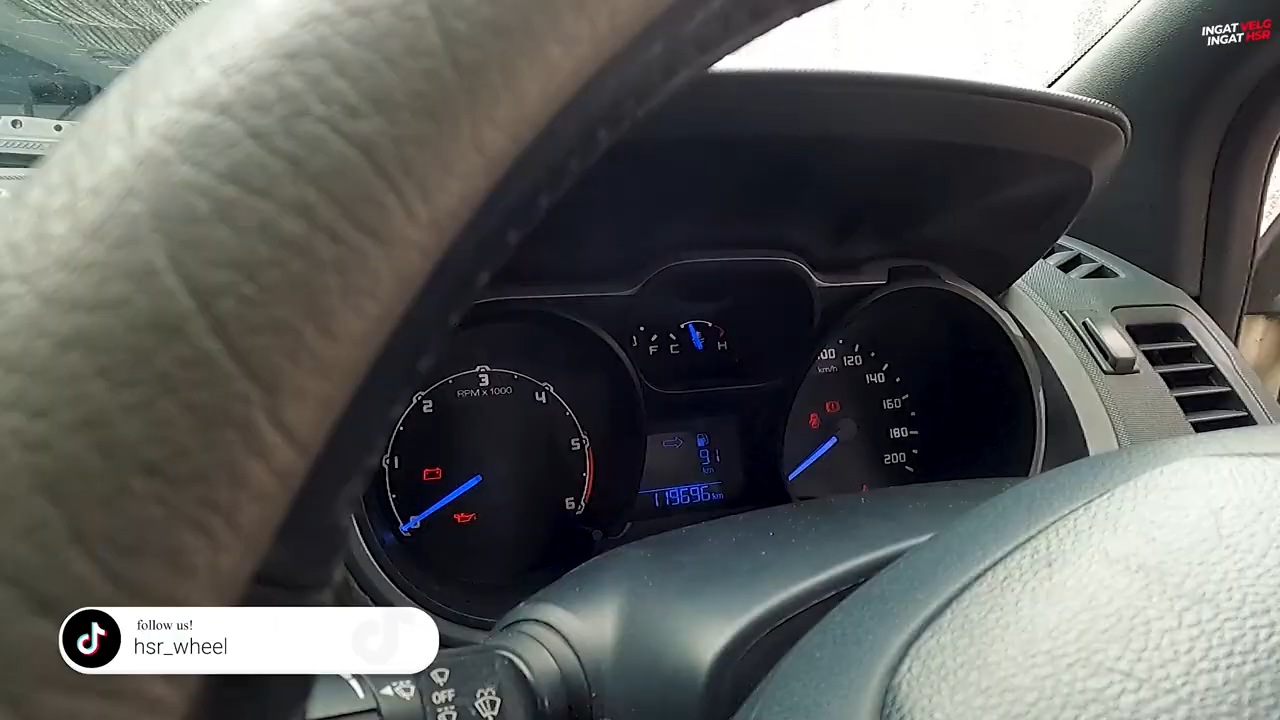 INGAT VELG
INGAT HSR
F C H
100 120 140 160 180 200
km/h
1 2 3 4 5 6
RPM x 1000
91
km
119696 km
follow us!
hsr_wheel
OFF